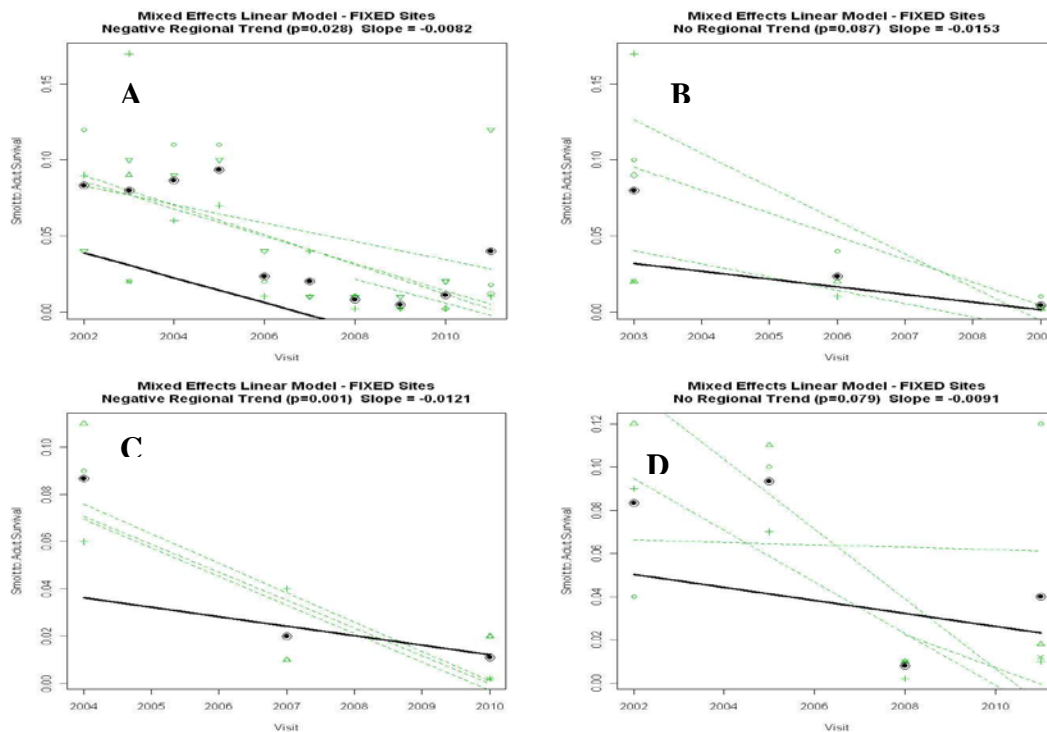 Mixed Effects Linear Model - FIXED Sites
Negative Regional Trend (p=0.028) Slope = -0.0082
A
Smolt to Adult Survival
0.00 0.05 0.10 0.15
2002 2004 2006 2008 2010
Visit
Mixed Effects Linear Model - FIXED Sites
No Regional Trend (p=0.087) Slope = -0.0153
B
Smolt to Adult Survival
0.00 0.05 0.10 0.15
2003 2004 2005 2006 2007 2008 200
Visit
Mixed Effects Linear Model - FIXED Sites
Negative Regional Trend (p=0.001) Slope = -0.0121
C
Smolt to Adult Survival
0.00 0.02 0.04 0.06 0.08 0.10
2004 2005 2006 2007 2008 2009 2010
Visit
Mixed Effects Linear Model - FIXED Sites
No Regional Trend (p=0.079) Slope = -0.0091
D
Smolt to Adult Survival
0.00 0.02 0.04 0.06 0.08 0.10 0.12
2002 2004 2006 2008 2010
Visit